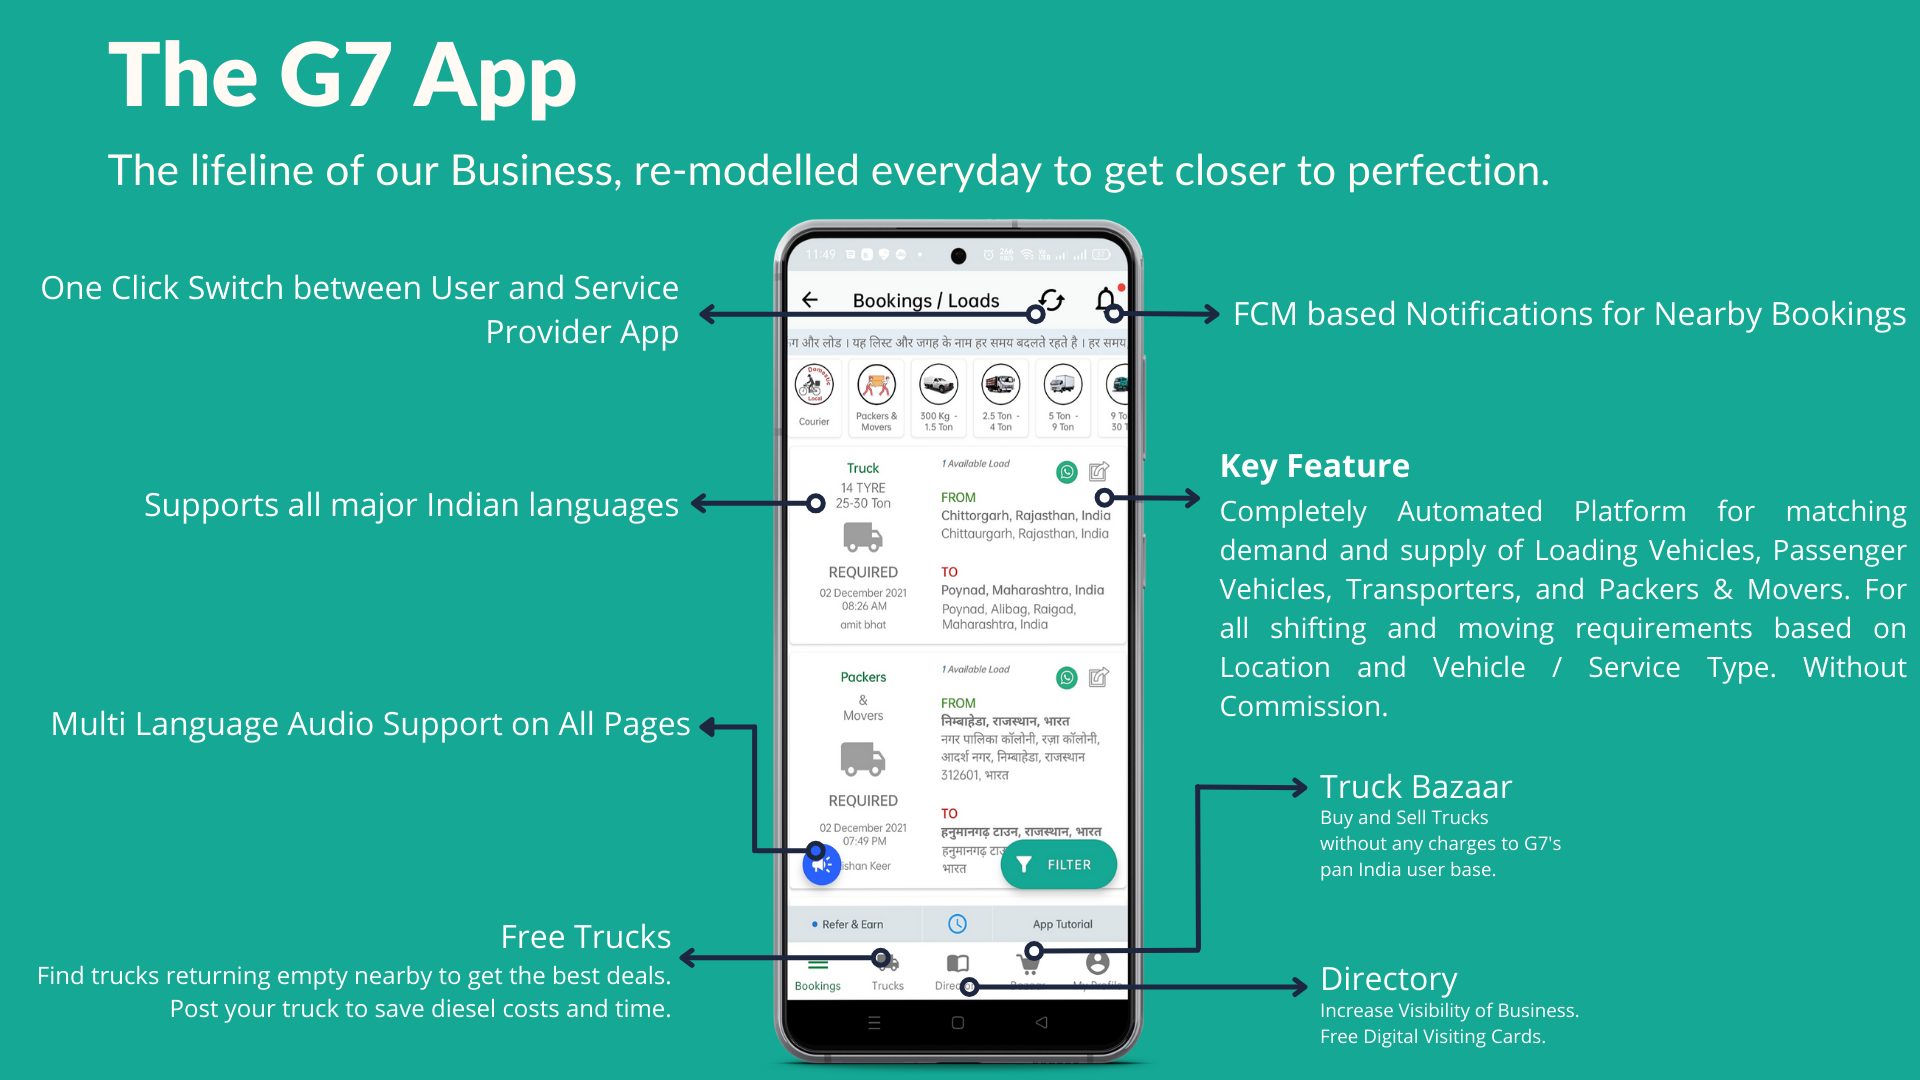 The G7 App
The lifeline of our Business, re-modelled everyday to get closer to perfection.
One Click Switch between User and Service
Provider App
Supports all major Indian languages
Multi Language Audio Support on All Pages
Free Trucks
Find trucks returning empty nearby to get the best deals.
Post your truck to save diesel costs and time.
11:49
Bookings / Loads
और लोड । यह लिस्ट और जगह के नाम हर समय बदलते रहते है । हर समय
Domestic
Local
Courier
Packers &
Movers
300 Kg -
1.5 Ton
2.5 Ton -
4 Ton
5 Ton -
9 Ton
9 To
30 T
Truck
14 TYRE
25-30 Ton
REQUIRED
02 December 2021
08:26 AM
amit bhat
1 Available Load
FROM
Chittorgarh, Rajasthan, India
Chittaurgarh, Rajasthan, India
TO
Poynad, Maharashtra, India
Poynad, Alibag, Raigad,
Maharashtra, India
Packers
&
Movers
REQUIRED
02 December 2021
07:49 PM
ishan Keer
1 Available Load
FROM
निम्बाहेडा, राजस्थान, भारत
नगर पालिका कॉलोनी, रज़ा कॉलोनी,
आदर्श नगर, निम्बाहेडा, राजस्थान
312601, भारत
TO
हनुमानगढ़ टाउन, राजस्थान, भारत
हनुमानगढ़ टाउ
भारत
FILTER
Refer & Earn
App Tutorial
Bookings
Trucks
Direc
My Profile
FCM based Notifications for Nearby Bookings
Key Feature
Completely Automated Platform for matching
demand and supply of Loading Vehicles, Passenger
Vehicles, Transporters, and Packers & Movers. For
all shifting and moving requirements based on
Location and Vehicle / Service Type. Without
Commission.
Truck Bazaar
Buy and Sell Trucks
without any charges to G7's
pan India user base.
Directory
Increase Visibility of Business.
Free Digital Visiting Cards.